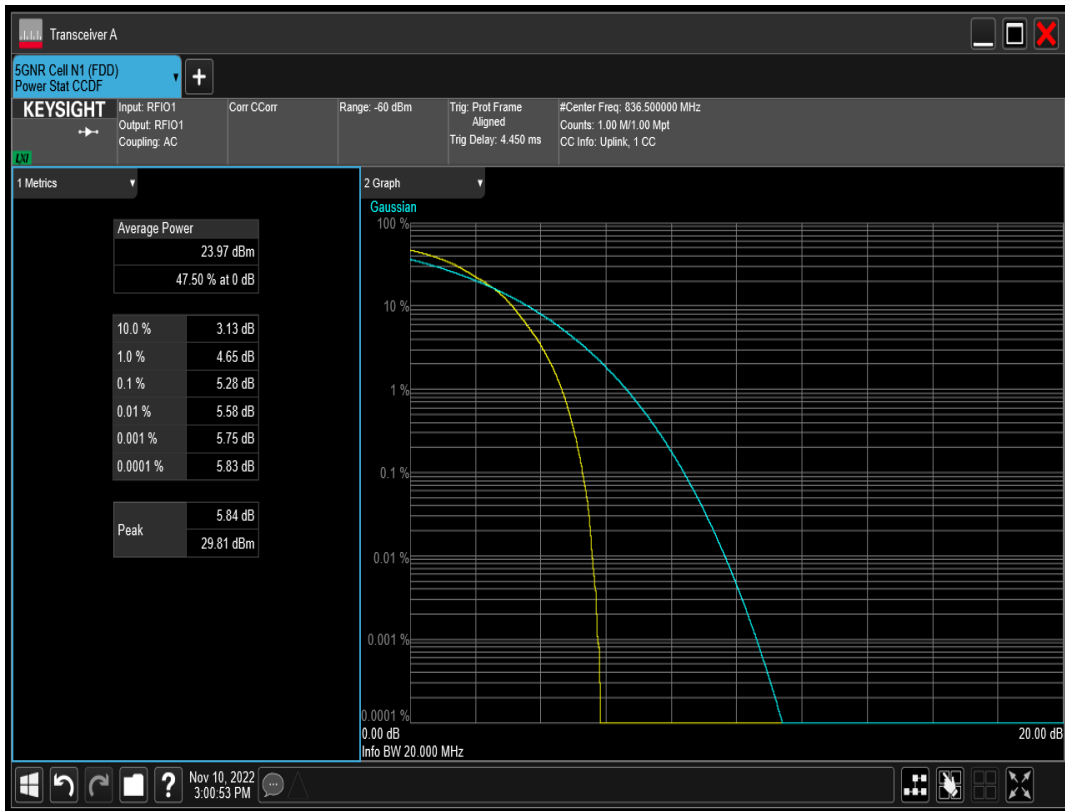 Transceiver A
5GNR Cell N1 (FDD)
Power Stat CCDF
+
KEYSIGHT
LXI
Input: RFIO1
Output: RFIO1
Coupling: AC
Corr CCorr
Range: -60 dBm
Trig: Prot Frame
Aligned
Trig Delay: 4.450 ms
#Center Freq: 836.500000 MHz
Counts: 1.00 M/1.00 Mpt
CC Info: Uplink, 1 CC
1 Metrics
Average Power
23.97 dBm
47.50 % at 0 dB
10.0 % 3.13 dB
1.0 % 4.65 dB
0.1 % 5.28 dB
0.01 % 5.58 dB
0.001 % 5.75 dB
0.0001 % 5.83 dB
Peak
5.84 dB
29.81 dBm
2 Graph
Gaussian
100 %
10 %
1 %
0.1 %
0.01 %
0.001 %
0.0001 %
0.00 dB 20.00 dB
Info BW 20.000 MHz
?
Nov 10, 2022
3:00:53 PM